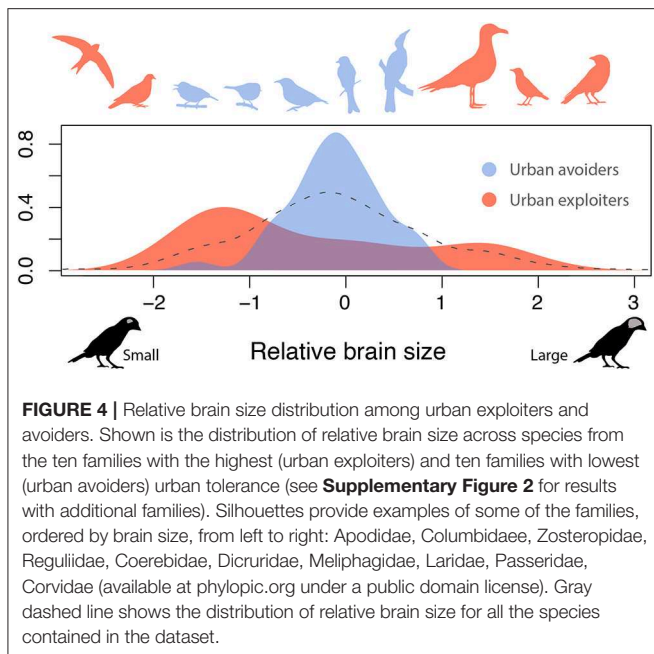 0.8
0.4
0.0
Urban avoiders
Urban exploiters
-2 -1 0 1 2 3
Small Relative brain size Large
FIGURE 4 | Relative brain size distribution among urban exploiters and
avoiders. Shown is the distribution of relative brain size across species from
the ten families with the highest (urban exploiters) and ten families with lowest
(urban avoiders) urban tolerance (see Supplementary Figure 2 for results
with additional families). Silhouettes provide examples of some of the families,
ordered by brain size, from left to right: Apodidae, Columbidaee, Zosteropidae,
Reguliidae, Coerebidae, Dicruridae, Meliphagidae, Laridae, Passeridae,
Corvidae (available at phylopic.org under a public domain license). Gray
dashed line shows the distribution of relative brain size for all the species
contained in the dataset.